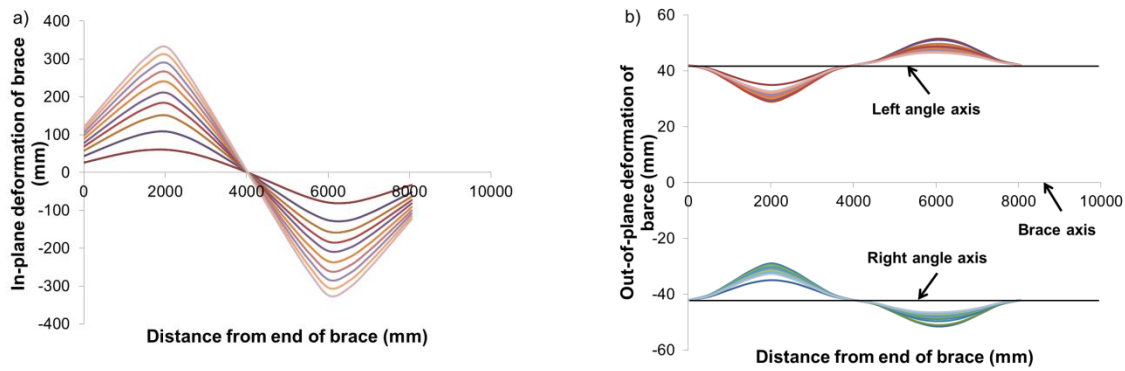 a)
In-plane deformation of brace
(mm)
400
300
200
100
0
-100
-200
-300
-400
0
2000
4000
6000
8000
10000
Distance from end of brace (mm)
b)
Out-of-plane deformation of
barce (mm)
60
40
20
0
-20
-40
-60
0
2000
4000
6000
8000
10000
Left angle axis
Brace axis
Right angle axis
Distance from end of brace (mm)